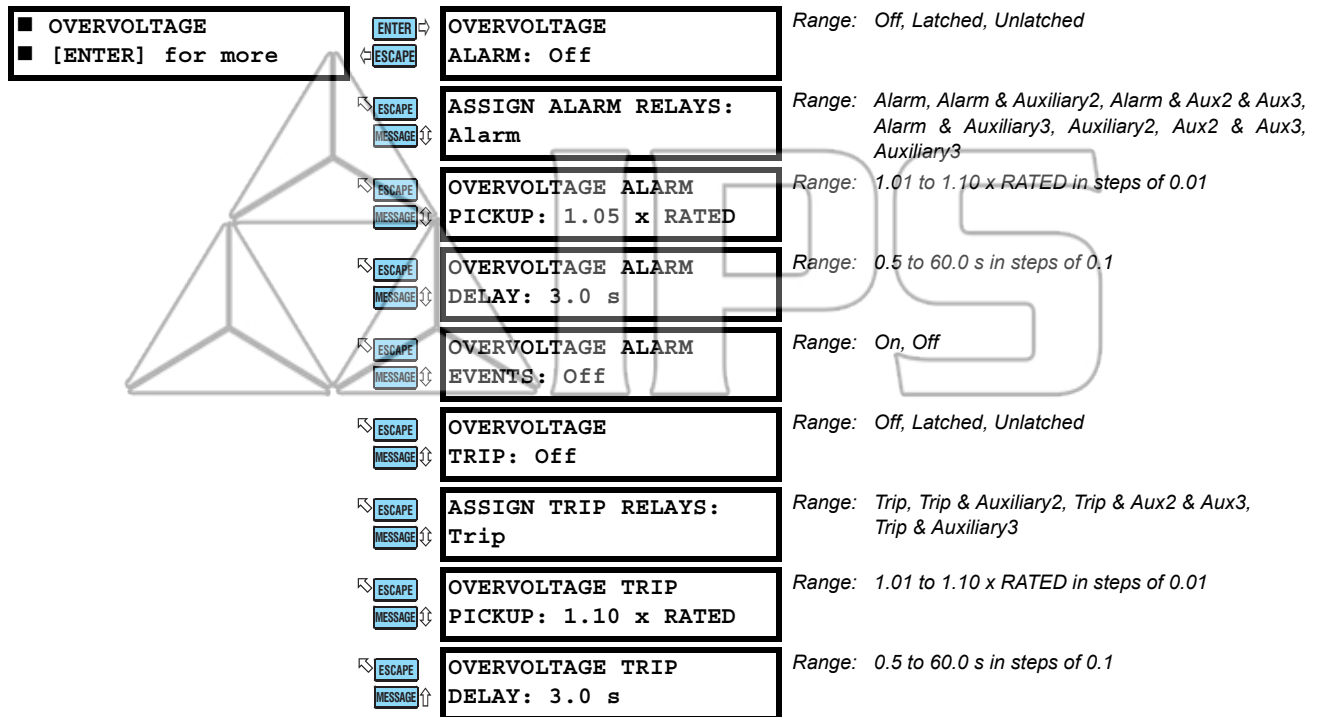 ■ OVERVOLTAGE
■ [ENTER] for more
ENTER
ESCAPE
OVERVOLTAGE
ALARM: Off
Range: Off, Latched, Unlatched
ESCAPE
MESSAGE
ASSIGN ALARM RELAYS:
Alarm
Range: Alarm, Alarm & Auxiliary2, Alarm & Aux2 & Aux3,
Alarm & Auxiliary3, Auxiliary2, Aux2 & Aux3,
Auxiliary3
ESCAPE
MESSAGE
OVERVOLTAGE ALARM
PICKUP: 1.05 x RATED
Range: 1.01 to 1.10 x RATED in steps of 0.01
ESCAPE
MESSAGE
OVERVOLTAGE ALARM
DELAY: 3.0 s
Range: 0.5 to 60.0 s in steps of 0.1
ESCAPE
MESSAGE
OVERVOLTAGE ALARM
EVENTS: Off
Range: On, Off
ESCAPE
MESSAGE
OVERVOLTAGE
TRIP: Off
Range: Off, Latched, Unlatched
ESCAPE
MESSAGE
ASSIGN TRIP RELAYS:
Trip
Range: Trip, Trip & Auxiliary2, Trip & Aux2 & Aux3,
Trip & Auxiliary3
ESCAPE
MESSAGE
OVERVOLTAGE TRIP
PICKUP: 1.10 x RATED
Range: 1.01 to 1.10 x RATED in steps of 0.01
ESCAPE
MESSAGE
OVERVOLTAGE TRIP
DELAY: 3.0 s
Range: 0.5 to 60.0 s in steps of 0.1
IPS